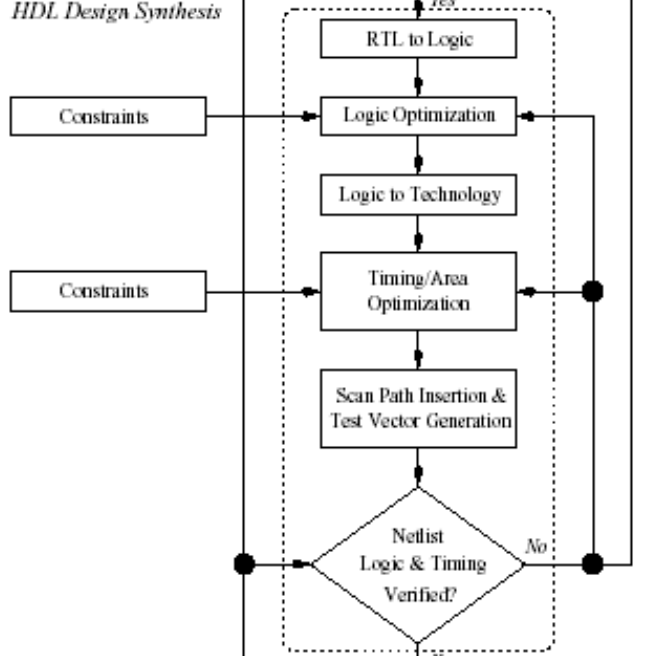 HDL Design Synthesis
Yes
RTL to Logic
Constraints
Logic Optimization
Logic to Technology
Constraints
Timing/Area
Optimization
Scan Path Insertion &
Test Vector Generation
Netlist
Logic & Timing
Verified?
No